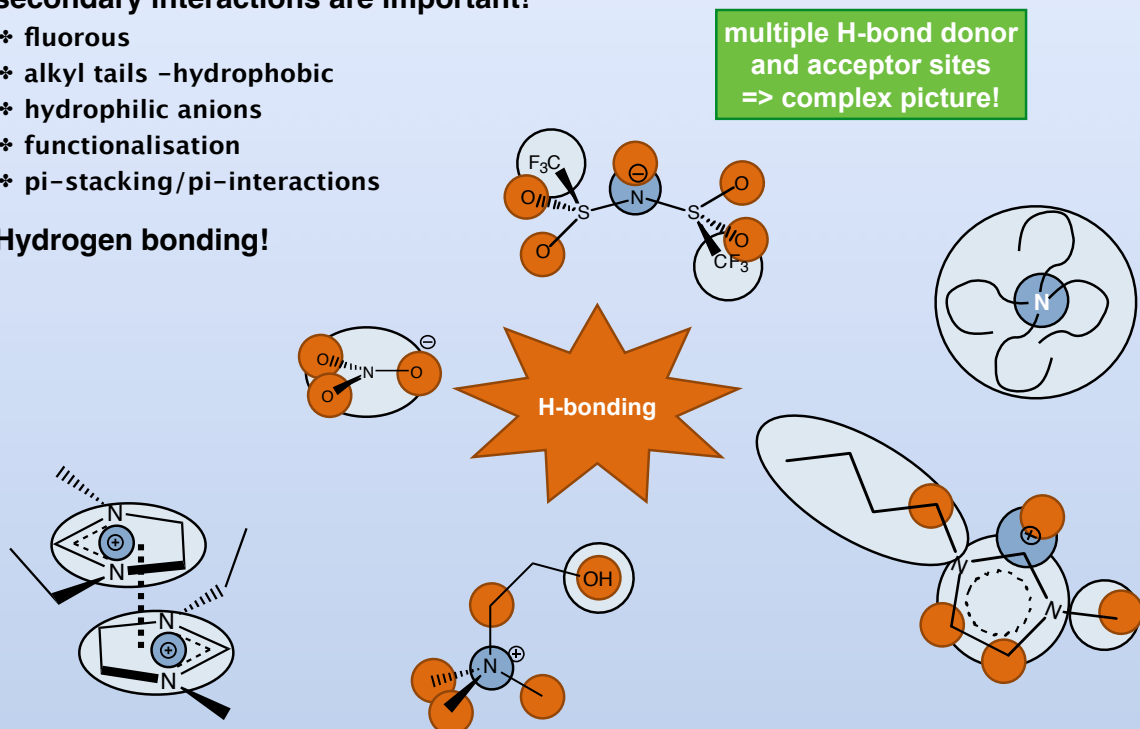 secondary interactions are important!
✤ fluorous
✤ alkyl tails –hydrophobic
✤ hydrophilic anions
✤ functionalisation
✤ pi–stacking/pi–interactions
Hydrogen bonding!
multiple H-bond donor
and acceptor sites
=> complex picture!
F₃C
O S N ⊖ S O
O O
CF₃
N
O N O ⊖
O
H-bonding
N
⊕
N
N
⊕
N
OH
N ⊕
N ⊕
N